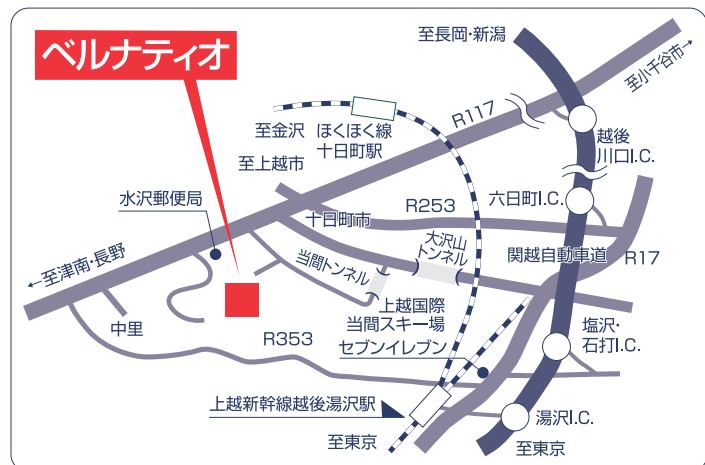 ベルナティオ
至長岡・新潟
至小千谷市→
R117
至金沢
ほくほく線
十日町駅
至上越市
越後
川口I.C.
水沢郵便局
六日町I.C.
十日町市
R253
大沢山
トンネル
関越自動車道
R17
←至津南・長野
当間トンネル
上越国際
当間スキー場
中里
R353
セブンイレブン
塩沢・
石打I.C.
上越新幹線越後湯沢駅
湯沢I.C.
至東京
至東京